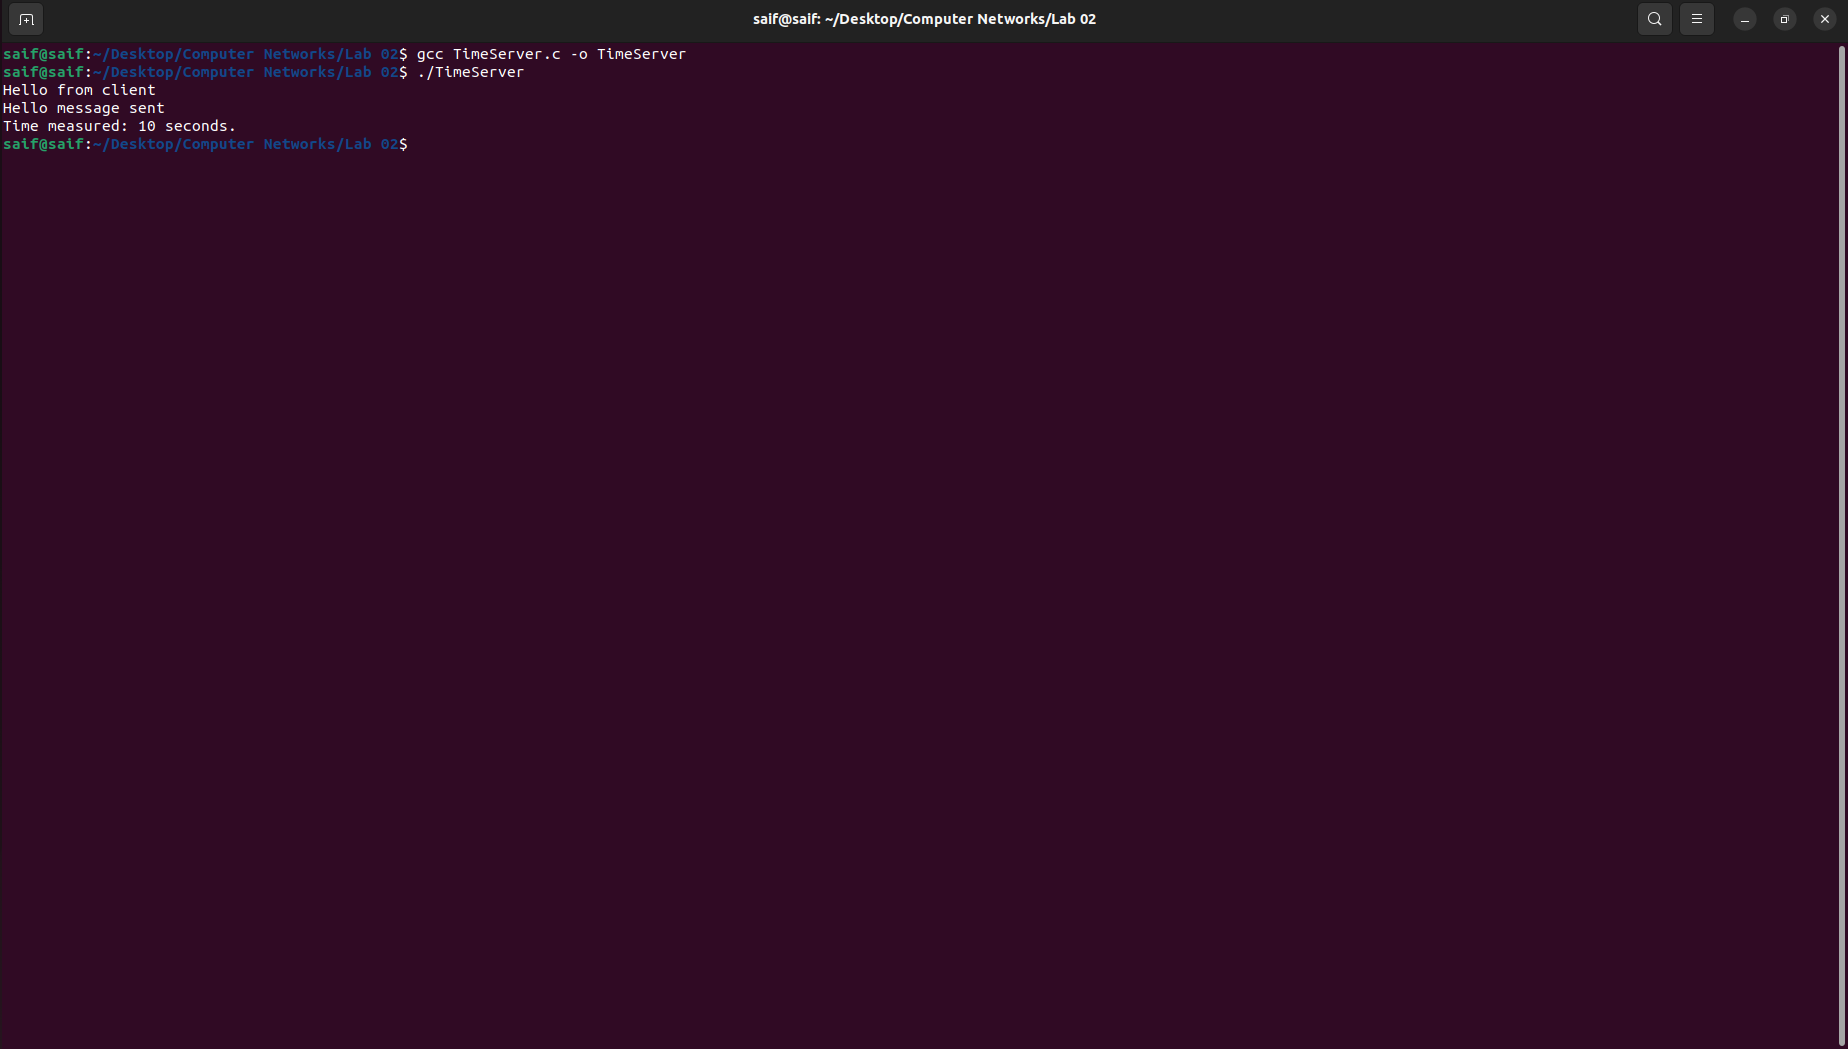 saif@saif: ~/Desktop/Computer Networks/Lab 02
saif@saif:~/Desktop/Computer Networks/Lab 02$ gcc TimeServer.c -o TimeServer
saif@saif:~/Desktop/Computer Networks/Lab 02$ ./TimeServer
Hello from client
Hello message sent
Time measured: 10 seconds.
saif@saif:~/Desktop/Computer Networks/Lab 02$